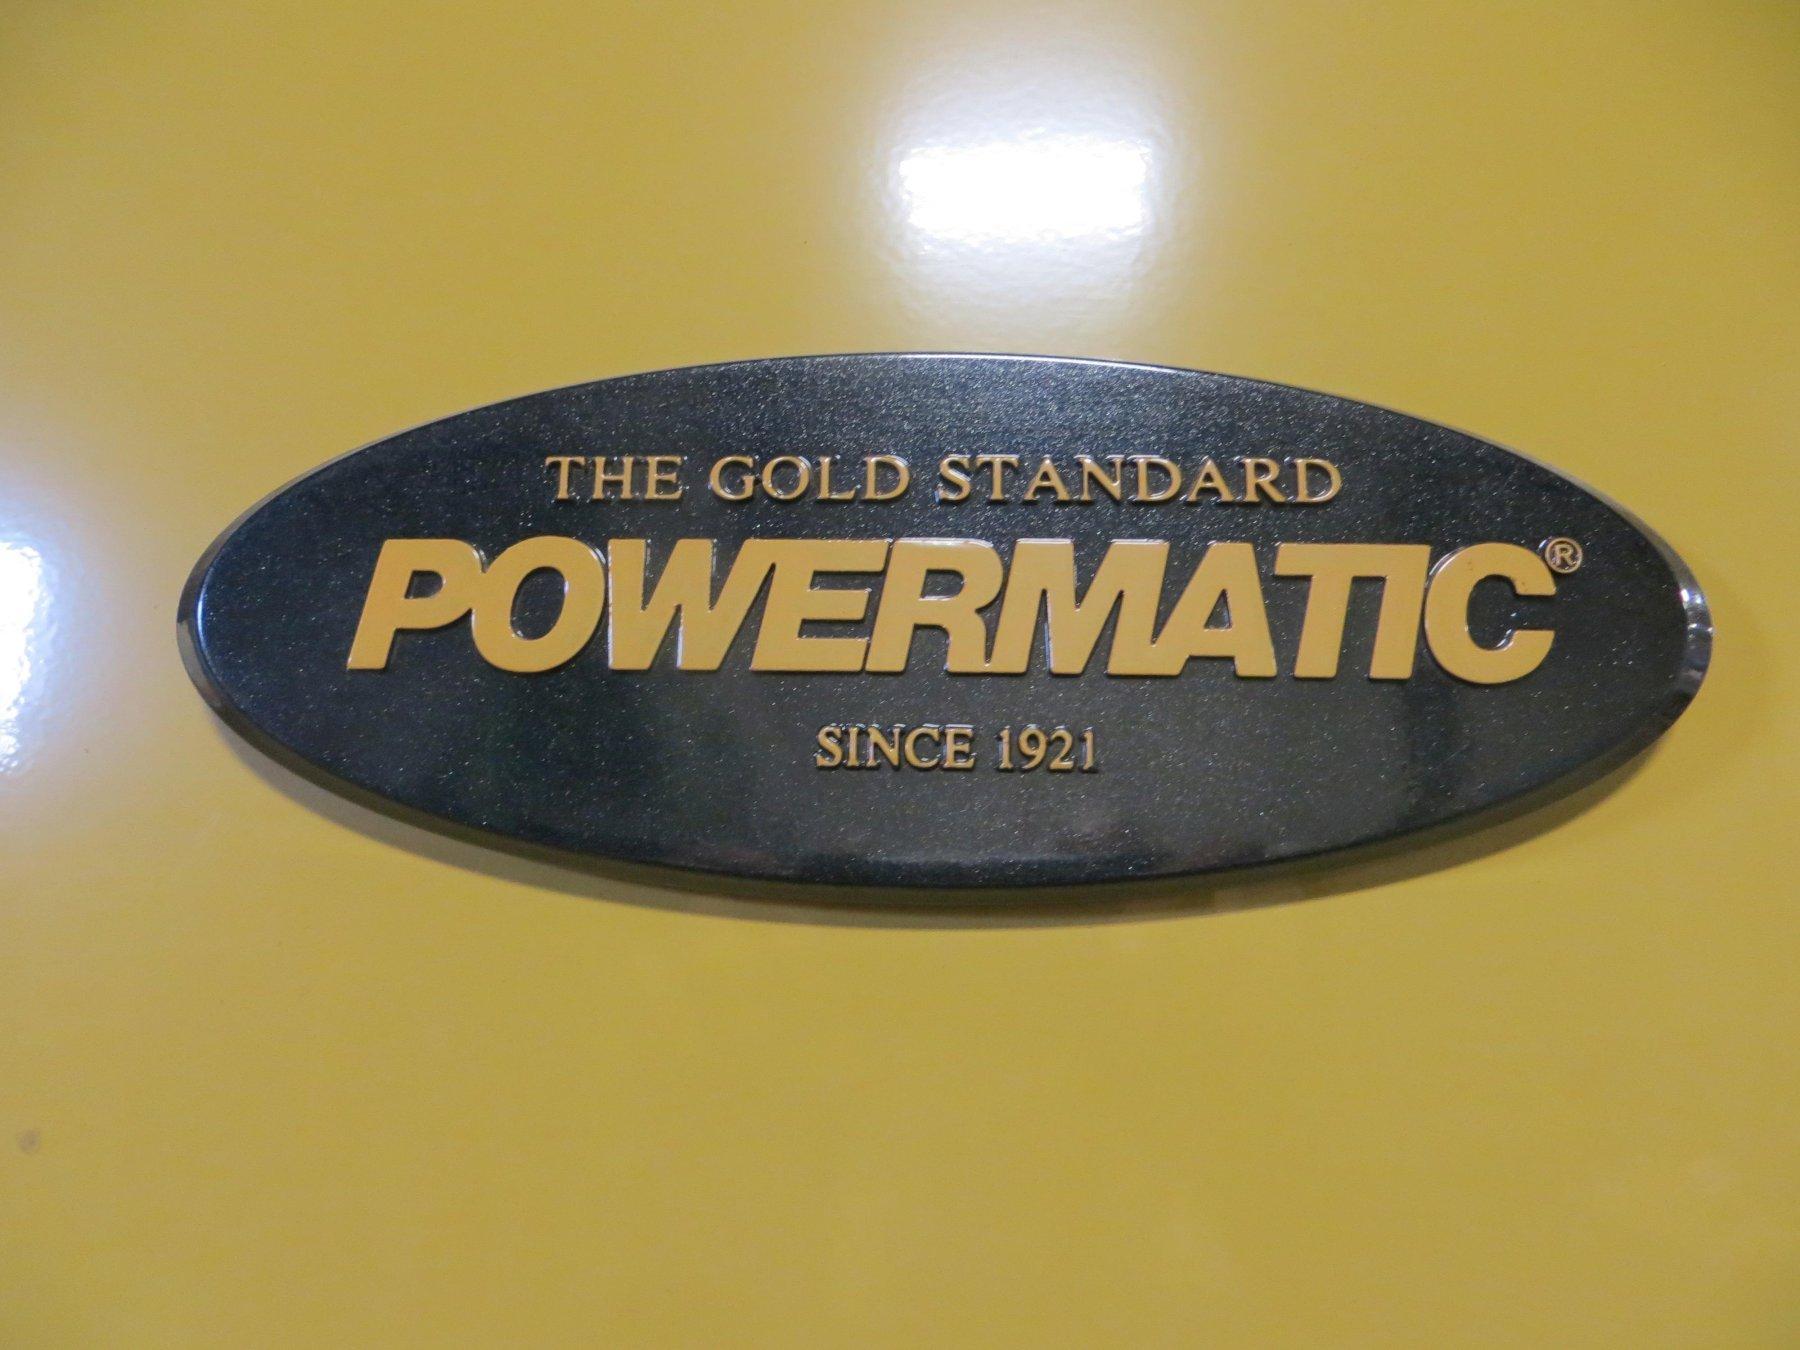 THE GOLD STANDARD
POWERMATIC®
SINCE 1921